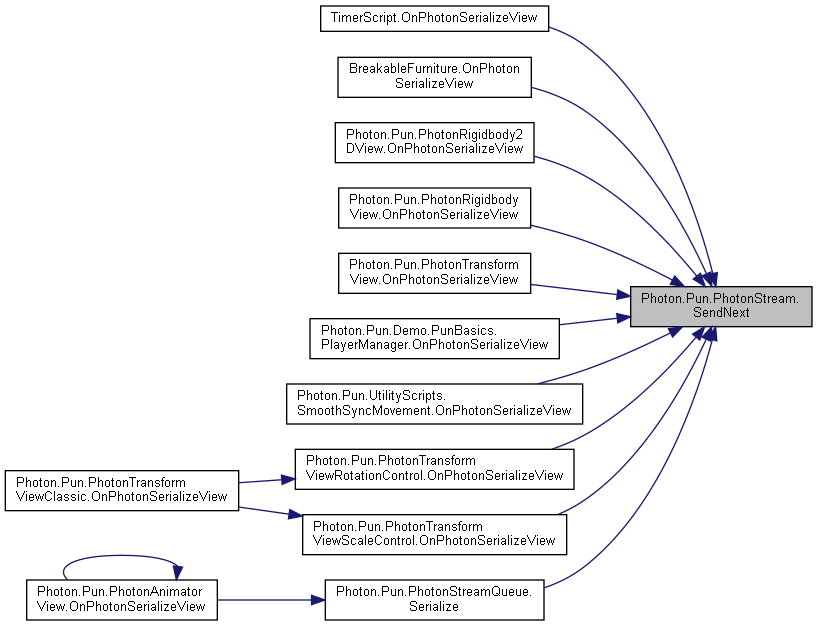 TimerScript.OnPhotonSerializeView
BreakableFurniture.OnPhoton
SerializeView
Photon.Pun.PhotonRigidbody2
DView.OnPhotonSerializeView
Photon.Pun.PhotonRigidbody
View.OnPhotonSerializeView
Photon.Pun.PhotonTransform
View.OnPhotonSerializeView
Photon.Pun.PhotonStream.
SendNext
Photon.Pun.Demo.PunBasics.
PlayerManager.OnPhotonSerializeView
Photon.Pun.UtilityScripts.
SmoothSyncMovement.OnPhotonSerializeView
Photon.Pun.PhotonTransform
ViewRotationControl.OnPhotonSerializeView
Photon.Pun.PhotonTransform
ViewClassic.OnPhotonSerializeView
Photon.Pun.PhotonTransform
ViewScaleControl.OnPhotonSerializeView
Photon.Pun.PhotonAnimator
View.OnPhotonSerializeView
Photon.Pun.PhotonStreamQueue.
Serialize